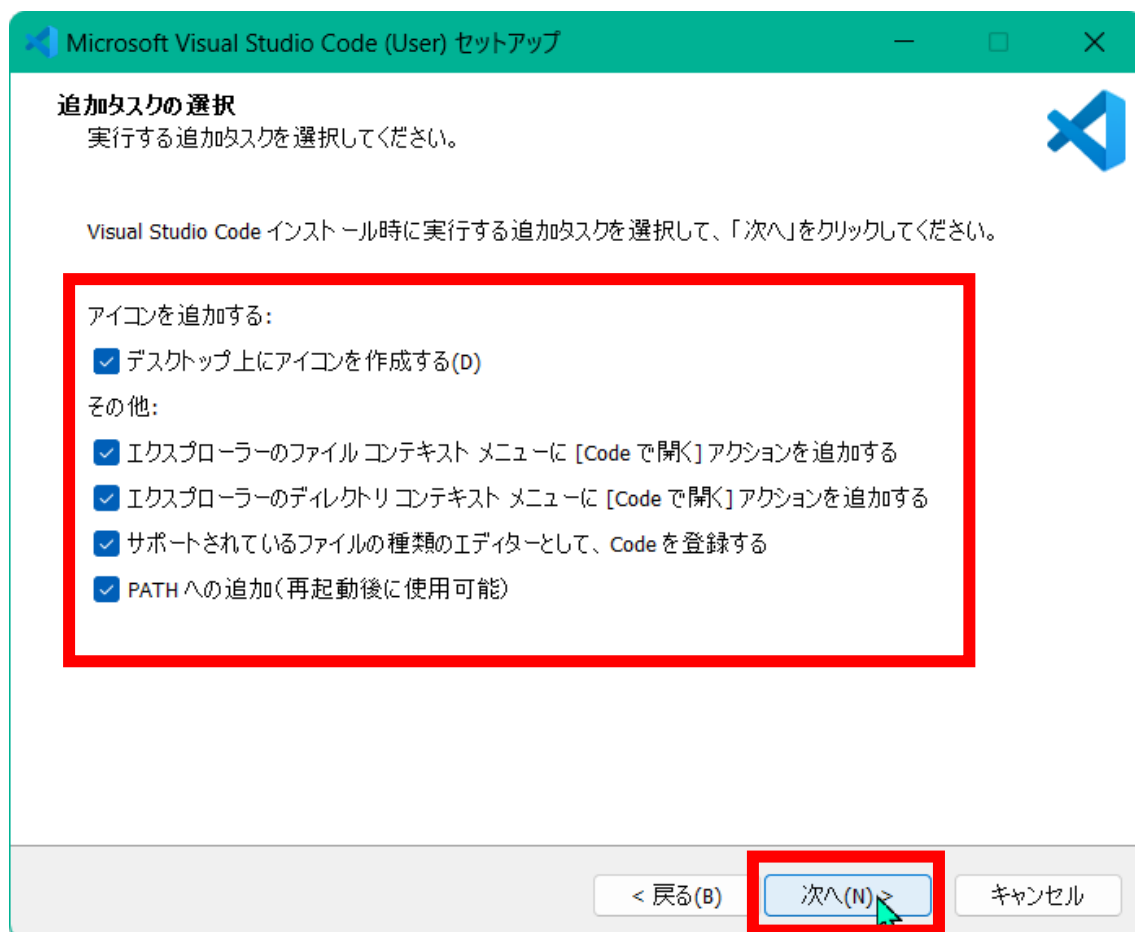 Microsoft Visual Studio Code (User) セットアップ
追加タスクの選択
実行する追加タスクを選択してください。
Visual Studio Code インストール時に実行する追加タスクを選択して、「次へ」をクリックしてください。
アイコンを追加する:
デスクトップ上にアイコンを作成する(D)
その他:
エクスプローラーのファイル コンテキスト メニューに [Code で開く] アクションを追加する
エクスプローラーのディレクトリ コンテキスト メニューに [Code で開く] アクションを追加する
サポートされているファイルの種類のエディターとして、Code を登録する
PATH への追加(再起動後に使用可能)
< 戻る(B) 次へ(N) > キャンセル